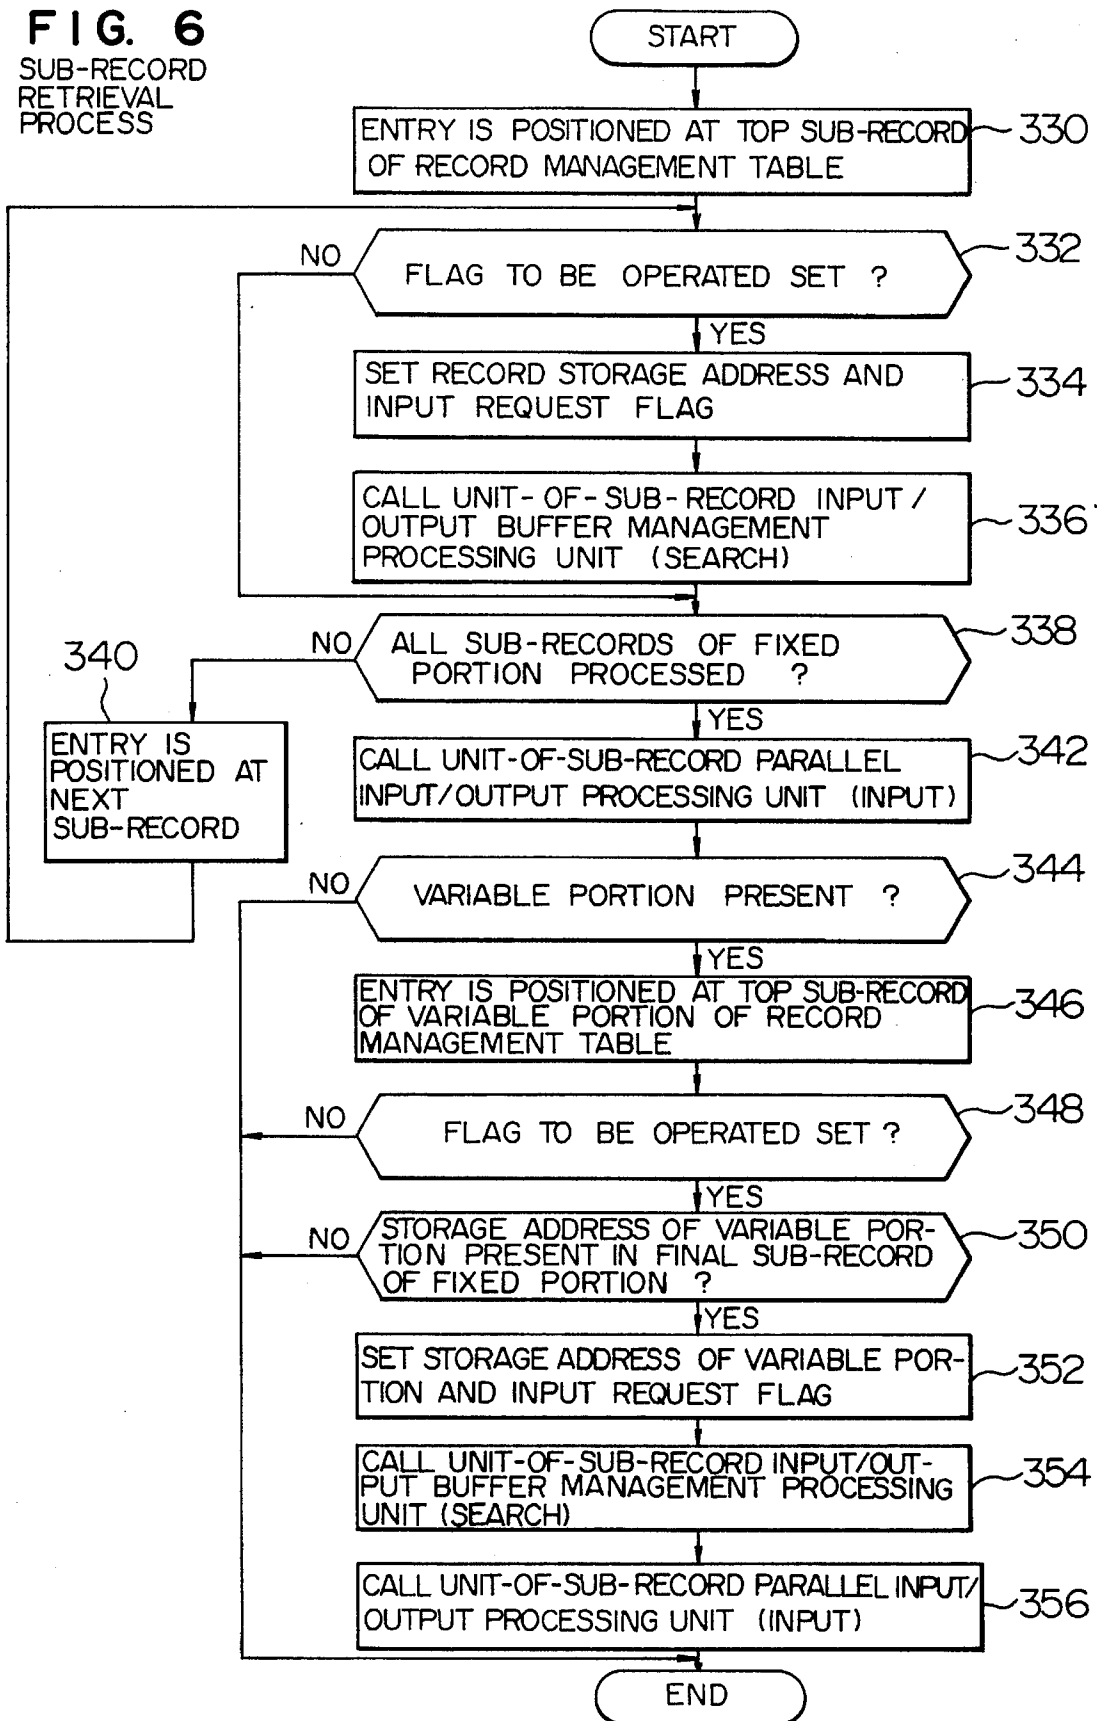 FIG. 6
SUB-RECORD
RETRIEVAL
PROCESS
START
ENTRY IS POSITIONED AT TOP SUB-RECORD
OF RECORD MANAGEMENT TABLE
330
NO
FLAG TO BE OPERATED SET ?
332
YES
SET RECORD STORAGE ADDRESS AND
INPUT REQUEST FLAG
334
CALL UNIT-OF-SUB-RECORD INPUT/
OUTPUT BUFFER MANAGEMENT
PROCESSING UNIT (SEARCH)
336
NO
ALL SUB-RECORDS OF FIXED
PORTION PROCESSED ?
338
340
ENTRY IS
POSITIONED AT
NEXT
SUB-RECORD
YES
CALL UNIT-OF-SUB-RECORD PARALLEL
INPUT/OUTPUT PROCESSING UNIT (INPUT)
342
NO
VARIABLE PORTION PRESENT ?
344
YES
ENTRY IS POSITIONED AT TOP SUB-RECORD
OF VARIABLE PORTION OF RECORD
MANAGEMENT TABLE
346
NO
FLAG TO BE OPERATED SET ?
348
YES
NO
STORAGE ADDRESS OF VARIABLE POR-
TION PRESENT IN FINAL SUB-RECORD
OF FIXED PORTION ?
350
YES
SET STORAGE ADDRESS OF VARIABLE POR-
TION AND INPUT REQUEST FLAG
352
CALL UNIT-OF-SUB-RECORD INPUT/OUT-
PUT BUFFER MANAGEMENT PROCESSING
UNIT (SEARCH)
354
CALL UNIT-OF-SUB-RECORD PARALLEL INPUT/
OUTPUT PROCESSING UNIT (INPUT)
356
END